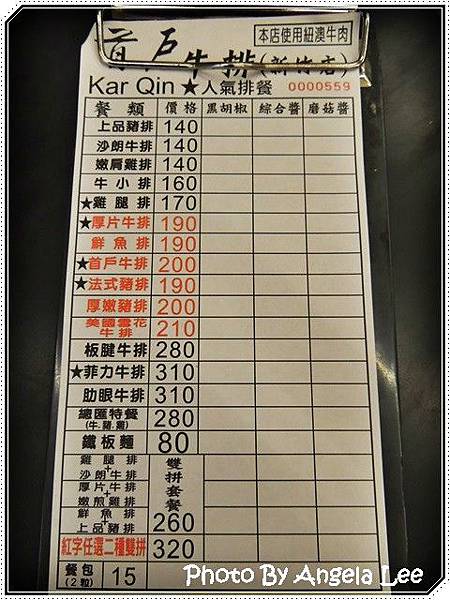 首戶牛排(新竹店)
本店使用紐澳牛肉
Kar Qin ★人氣排餐 0000559
餐類 價格 黑胡椒 綜合醬 蘑菇醬
上品豬排 140
沙朗牛排 140
嫩肩雞排 140
牛小排 160
★雞腿排 170
★厚片牛排 190
鮮魚排 190
★首戶牛排 200
★法式豬排 190
厚嫩豬排 200
美國雪花牛排 210
板腱牛排 280
★菲力牛排 310
肋眼牛排 310
總匯特餐(牛.豬.雞) 280
鐵板麵 80
雞腿排+沙朗牛排 雙拼套餐
厚片牛排+嫩煎雞排
鮮魚排+上品豬排 260
紅字任選二種雙拼 320
餐包(2粒) 15
Photo By Angela Lee